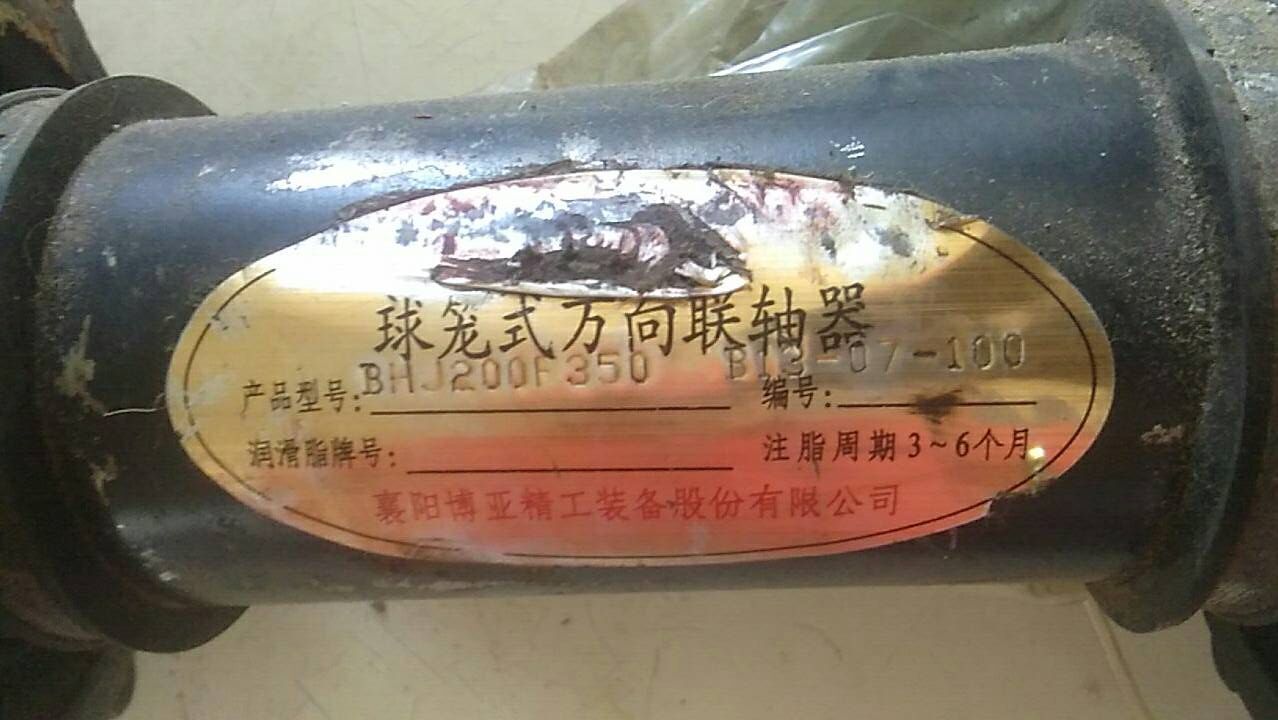 球笼式万向联轴器
产品型号: BHJ200F350 编号: B13-07-100
润滑脂牌号: 注脂周期3~6个月
襄阳博亚精工装备股份有限公司